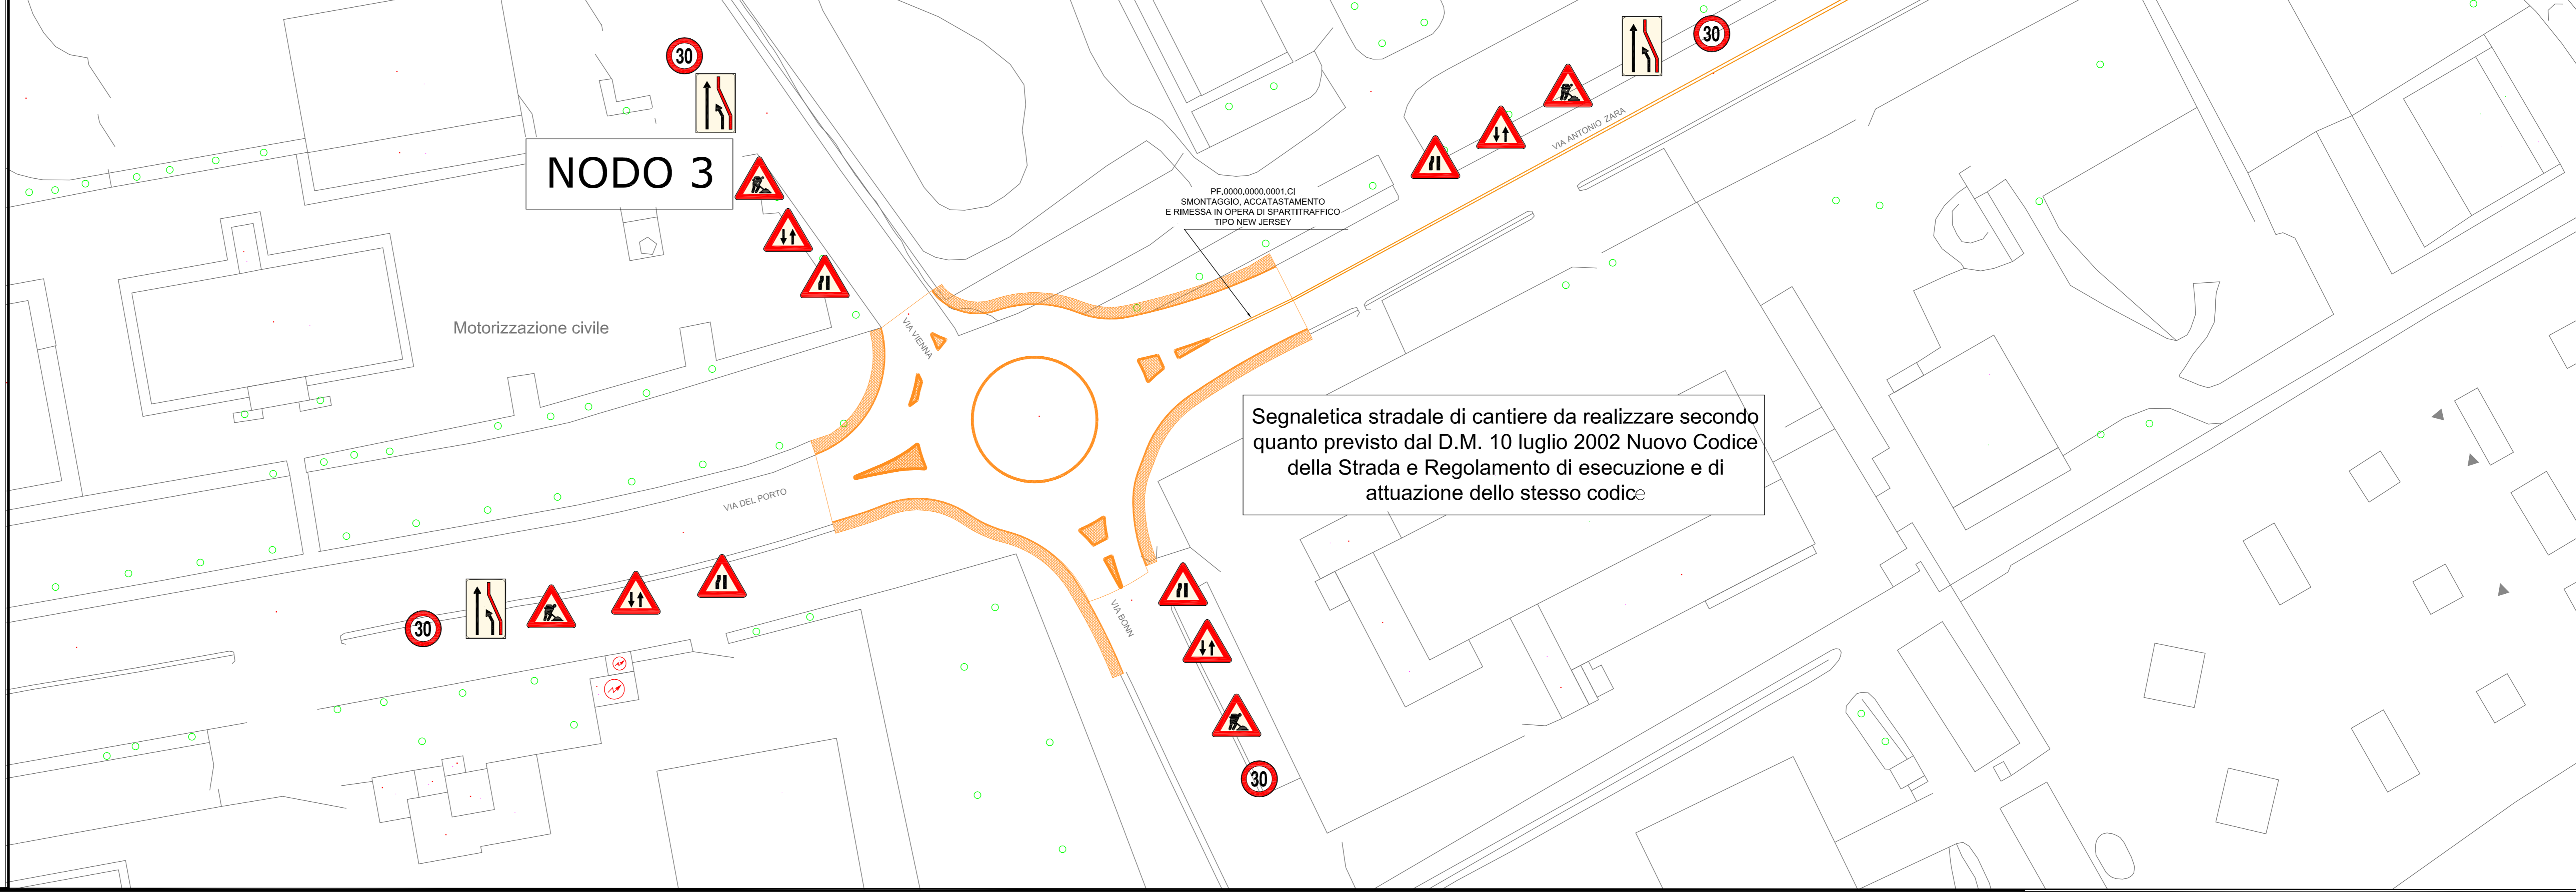 30
30
NODO 3
VIA ANTONIO ZARA
PF.0000.0000.0001.CI
SMONTAGGIO, ACCATASTAMENTO
E RIMESSA IN OPERA DI SPARTITRAFFICO
TIPO NEW JERSEY
Motorizzazione civile
VIA VIENNA
Segnaletica stradale di cantiere da realizzare secondo
quanto previsto dal D.M. 10 luglio 2002 Nuovo Codice
della Strada e Regolamento di esecuzione e di
attuazione dello stesso codice
VIA DEL PORTO
VIA BONN
30
30